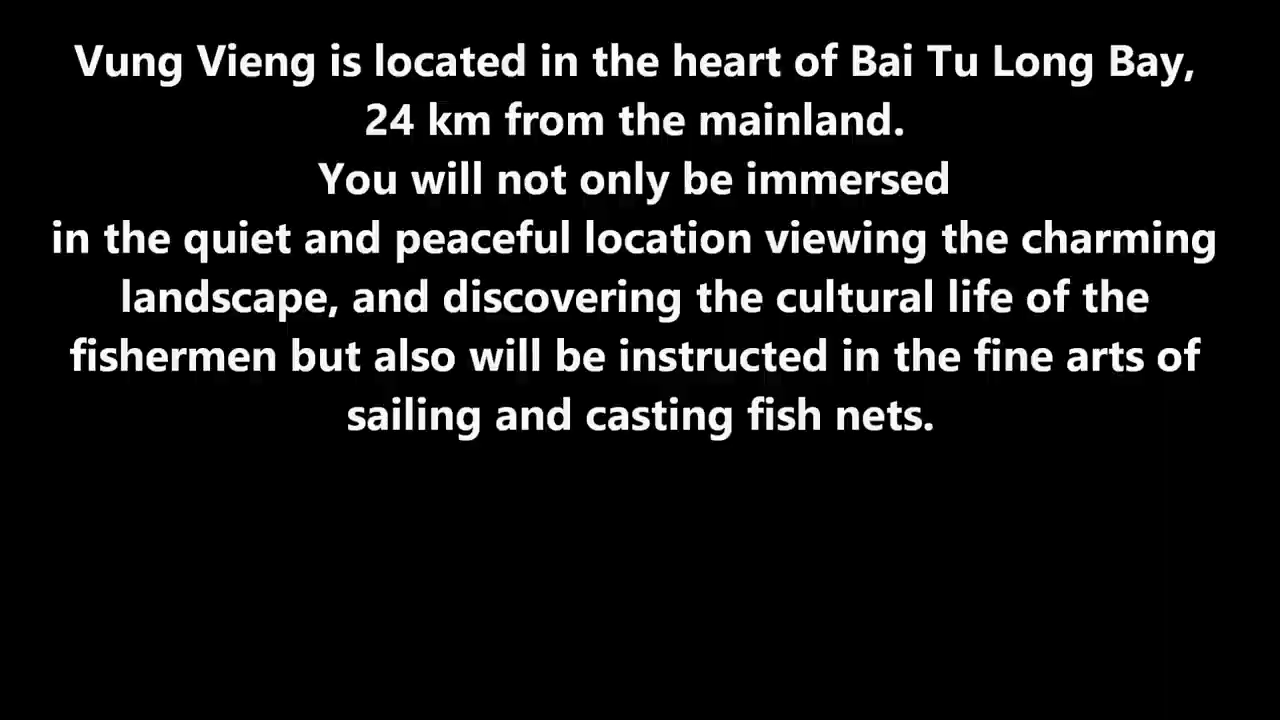 Vung Vieng is located in the heart of Bai Tu Long Bay,
24 km from the mainland.
You will not only be immersed
in the quiet and peaceful location viewing the charming
landscape, and discovering the cultural life of the
fishermen but also will be instructed in the fine arts of
sailing and casting fish nets.